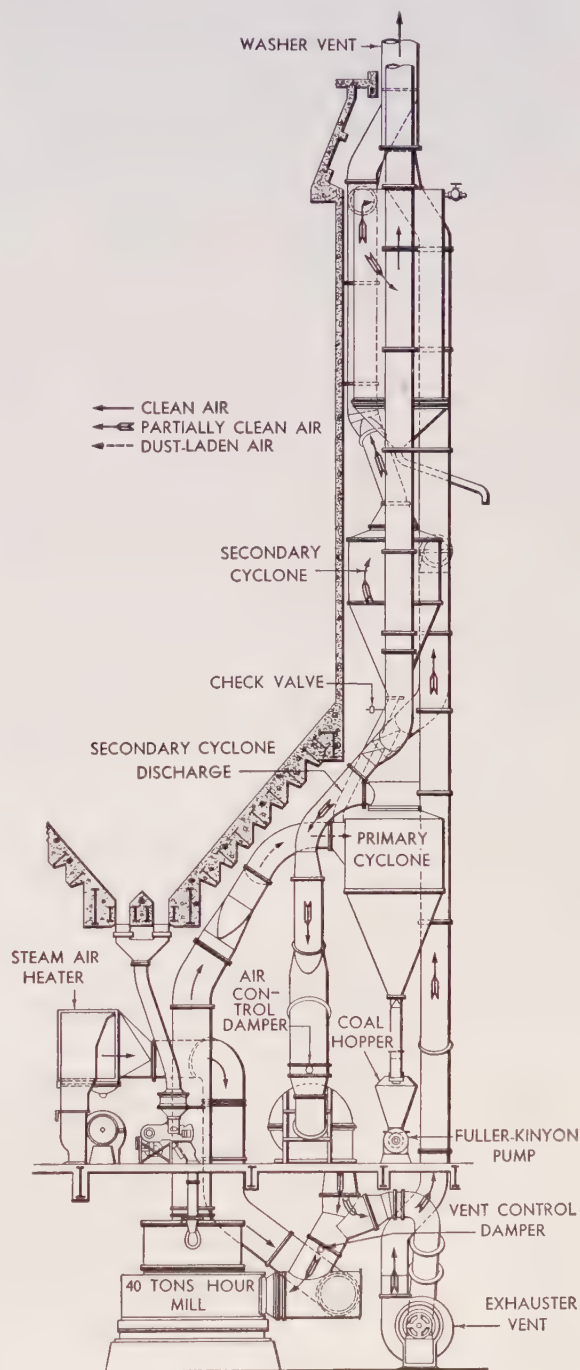 WASHER VENT
CLEAN AIR
PARTIALLY CLEAN AIR
DUST-LADEN AIR
SECONDARY
CYCLONE
CHECK VALVE
SECONDARY CYCLONE
DISCHARGE
PRIMARY
CYCLONE
STEAM AIR
HEATER
AIR
CON-
TROL
DAMPER
COAL
HOPPER
FULLER-KINYON
PUMP
VENT CONTROL
DAMPER
40 TONS HOUR
MILL
EXHAUSTER
VENT